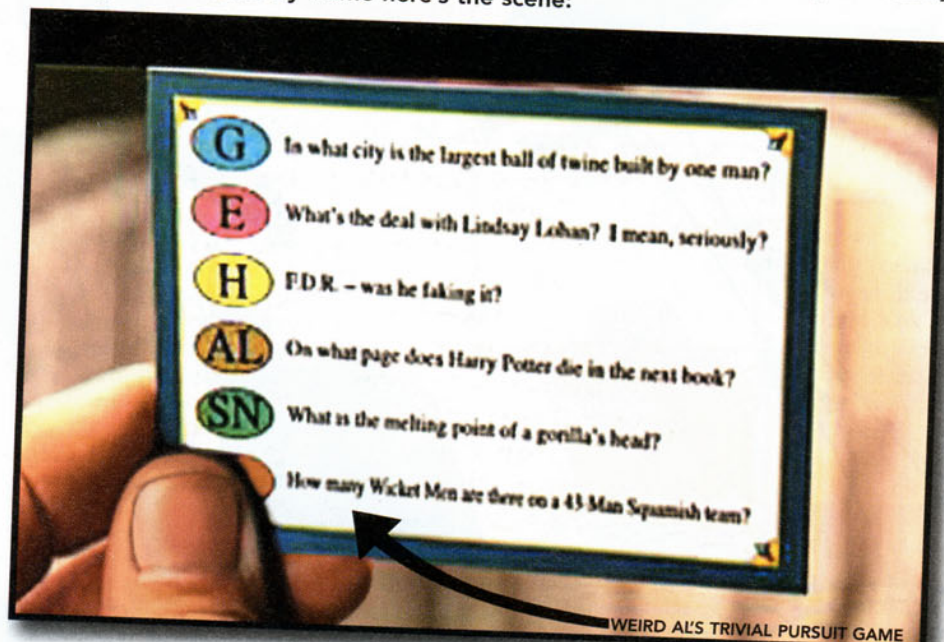 here's the scene:
G In what city is the largest ball of twine built by one man?
E What's the deal with Lindsay Lohan? I mean, seriously?
H F.D.R. – was he faking it?
AL On what page does Harry Potter die in the next book?
SN What is the melting point of a gorilla's head?
How many Wicket Men are there on a 43-Man Squamish team?
WEIRD AL'S TRIVIAL PURSUIT GAME